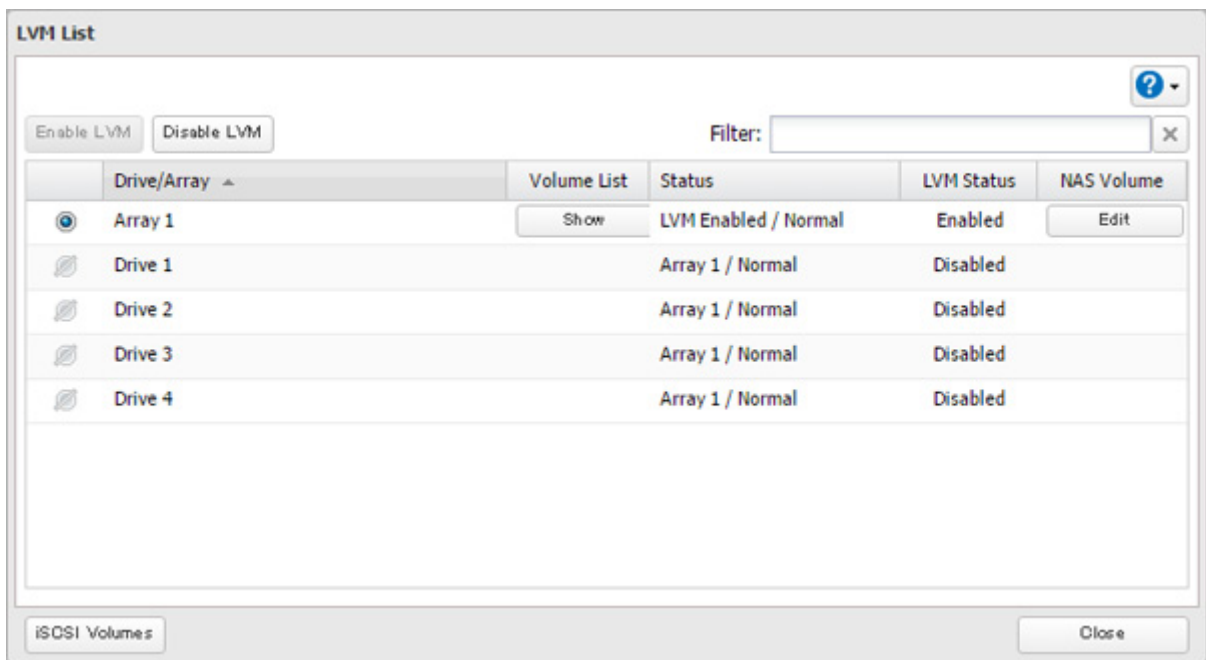 LVM List
?
Enable LVM Disable LVM Filter:
Drive/Array Volume List Status LVM Status NAS Volume
Array 1 Show LVM Enabled / Normal Enabled Edit
Drive 1 Array 1 / Normal Disabled
Drive 2 Array 1 / Normal Disabled
Drive 3 Array 1 / Normal Disabled
Drive 4 Array 1 / Normal Disabled
iSCSI Volumes Close